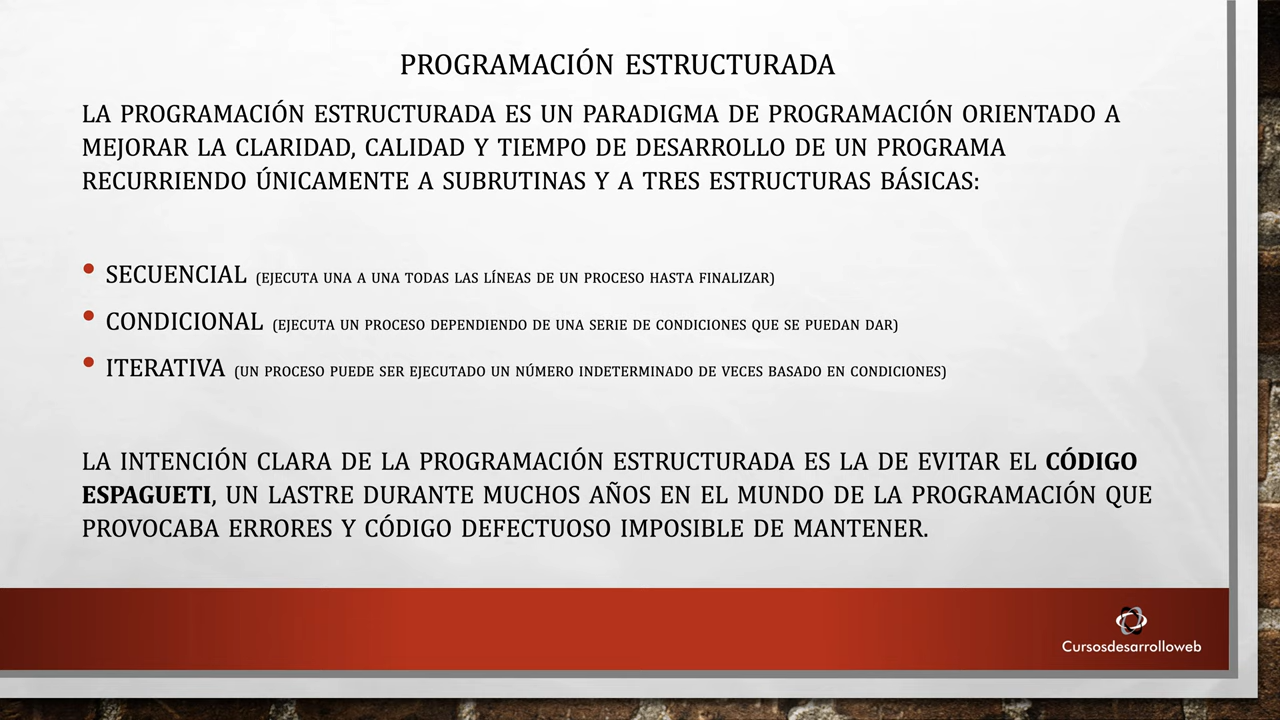 PROGRAMACIÓN ESTRUCTURADA
LA PROGRAMACIÓN ESTRUCTURADA ES UN PARADIGMA DE PROGRAMACIÓN ORIENTADO A
MEJORAR LA CLARIDAD, CALIDAD Y TIEMPO DE DESARROLLO DE UN PROGRAMA
RECURRIENDO ÚNICAMENTE A SUBRUTINAS Y A TRES ESTRUCTURAS BÁSICAS:
• SECUENCIAL (EJECUTA UNA A UNA TODAS LAS LÍNEAS DE UN PROCESO HASTA FINALIZAR)
• CONDICIONAL (EJECUTA UN PROCESO DEPENDIENDO DE UNA SERIE DE CONDICIONES QUE SE PUEDAN DAR)
• ITERATIVA (UN PROCESO PUEDE SER EJECUTADO UN NÚMERO INDETERMINADO DE VECES BASADO EN CONDICIONES)
LA INTENCIÓN CLARA DE LA PROGRAMACIÓN ESTRUCTURADA ES LA DE EVITAR EL CÓDIGO
ESPAGUETI, UN LASTRE DURANTE MUCHOS AÑOS EN EL MUNDO DE LA PROGRAMACIÓN QUE
PROVOCABA ERRORES Y CÓDIGO DEFECTUOSO IMPOSIBLE DE MANTENER.
Cursosdesarrolloweb